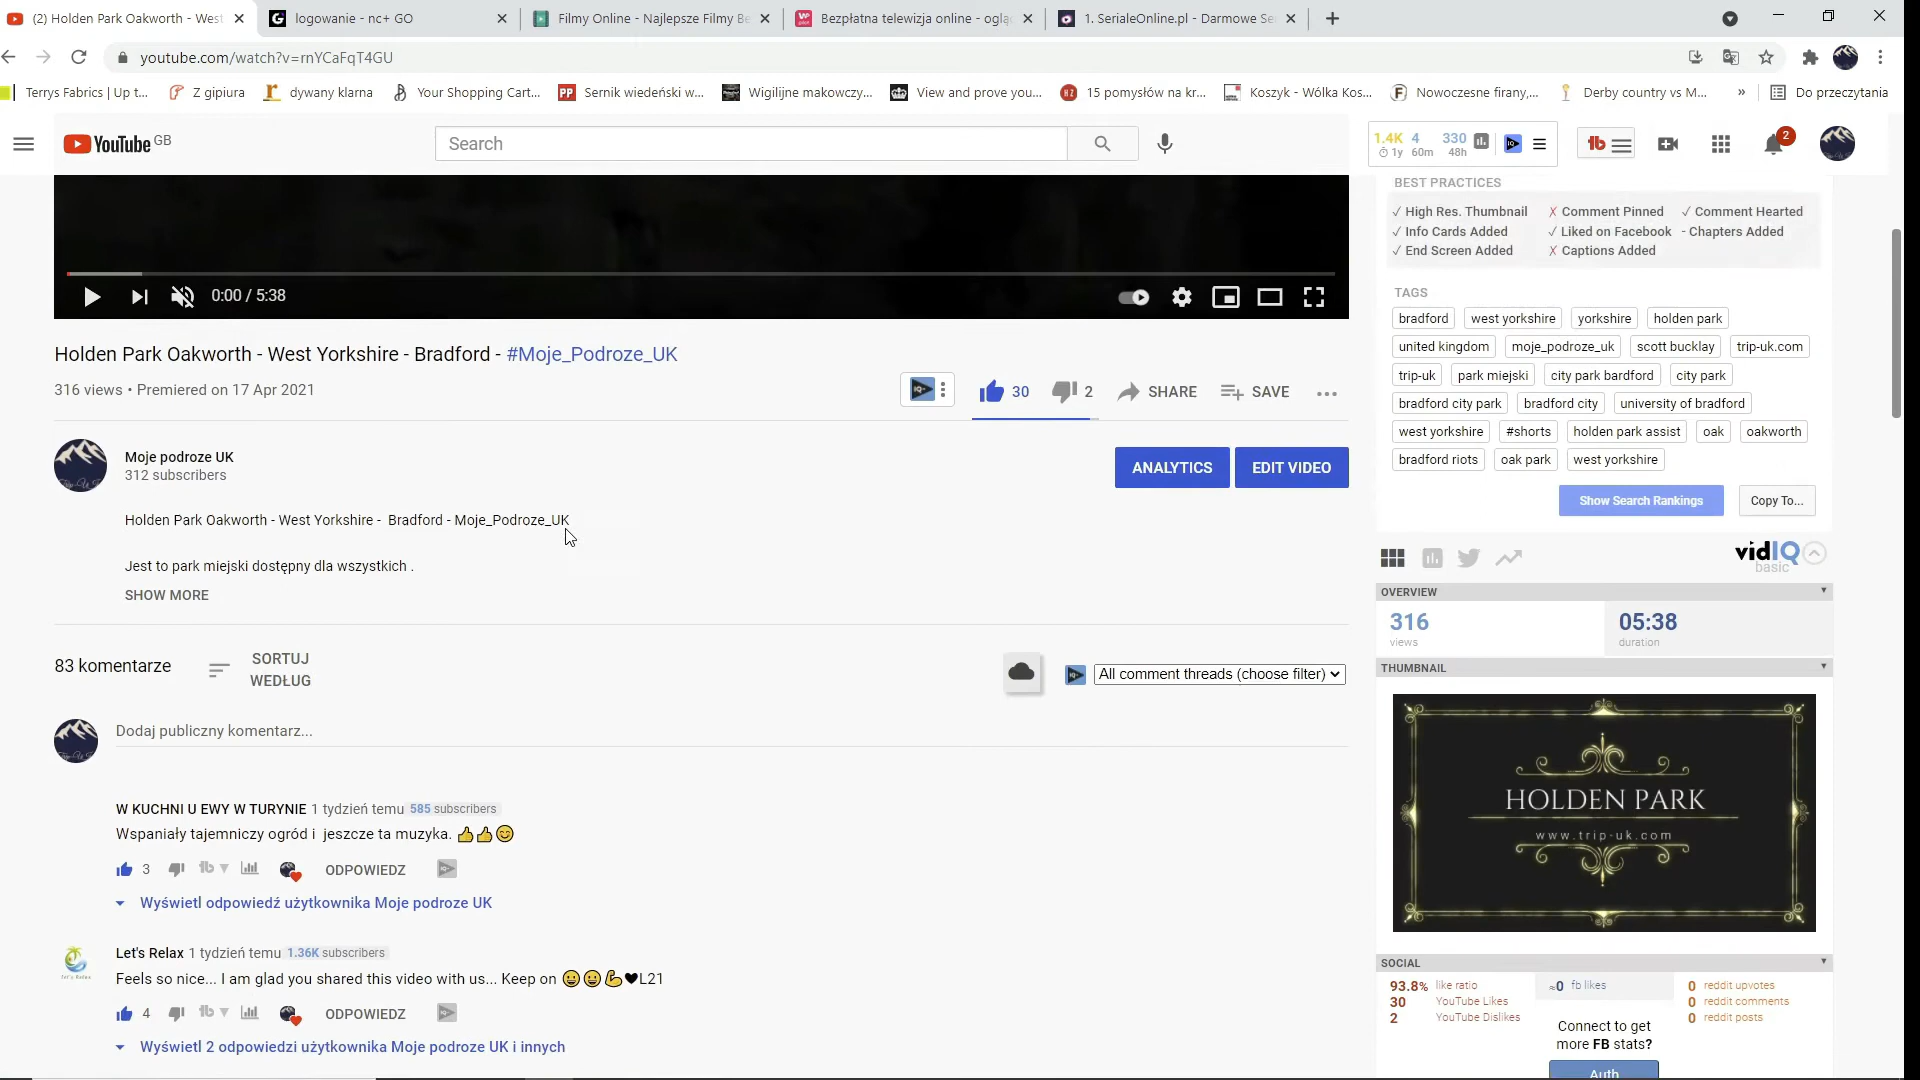 (2) Holden Park Oakworth - West
logowanie - nc+ GO
Filmy Online - Najlepsze Filmy Be
Bezpłatna telewizja online - oglą
1. SerialeOnline.pl - Darmowe Se
youtube.com/watch?v=rnYCaFqT4GU
Terrys Fabrics | Up t...
Z gipiura
dywany klarna
Your Shopping Cart...
Sernik wiedeński w...
Wigilijne makowczy...
View and prove you...
15 pomysłów na kr...
Koszyk - Wólka Kos...
Nowoczesne firany,...
Derby country vs M...
»
Do przeczytania
YouTube GB
Search
1.4K 4 330
1y 60m 48h
2
BEST PRACTICES
✓ High Res. Thumbnail ✗ Comment Pinned ✓ Comment Hearted
✓ Info Cards Added ✓ Liked on Facebook - Chapters Added
✓ End Screen Added ✗ Captions Added
0:00 / 5:38
TAGS
bradford west yorkshire yorkshire holden park
united kingdom moje_podroze_uk scott bucklay trip-uk.com
trip-uk park miejski city park bardford city park
bradford city park bradford city university of bradford
west yorkshire #shorts holden park assist oak oakworth
bradford riots oak park west yorkshire
Show Search Rankings Copy To...
Holden Park Oakworth - West Yorkshire - Bradford - #Moje_Podroze_UK
316 views • Premiered on 17 Apr 2021
30 2 SHARE SAVE ...
Moje podroze UK
312 subscribers
ANALYTICS EDIT VIDEO
Holden Park Oakworth - West Yorkshire - Bradford - Moje_Podroze_UK
Jest to park miejski dostępny dla wszystkich .
SHOW MORE
vidIQ
basic
OVERVIEW
316 05:38
views duration
THUMBNAIL
HOLDEN PARK
www.trip-uk.com
83 komentarze
SORTUJ
WEDŁUG
All comment threads (choose filter)
Dodaj publiczny komentarz...
W KUCHNI U EWY W TURYNIE 1 tydzień temu 585 subscribers
Wspaniały tajemniczy ogród i jeszcze ta muzyka. 👍👍😊
3 ODPOWIEDZ
Wyświetl odpowiedź użytkownika Moje podroze UK
Let's Relax 1 tydzień temu 1.36K subscribers
Feels so nice... I am glad you shared this video with us... Keep on 😀😀💪🖤L21
4 ODPOWIEDZ
Wyświetl 2 odpowiedzi użytkownika Moje podroze UK i innych
SOCIAL
93.8% like ratio ≈0 fb likes 0 reddit upvotes
30 YouTube Likes 0 reddit comments
2 YouTube Dislikes 0 reddit posts
Connect to get
more FB stats?
Auth